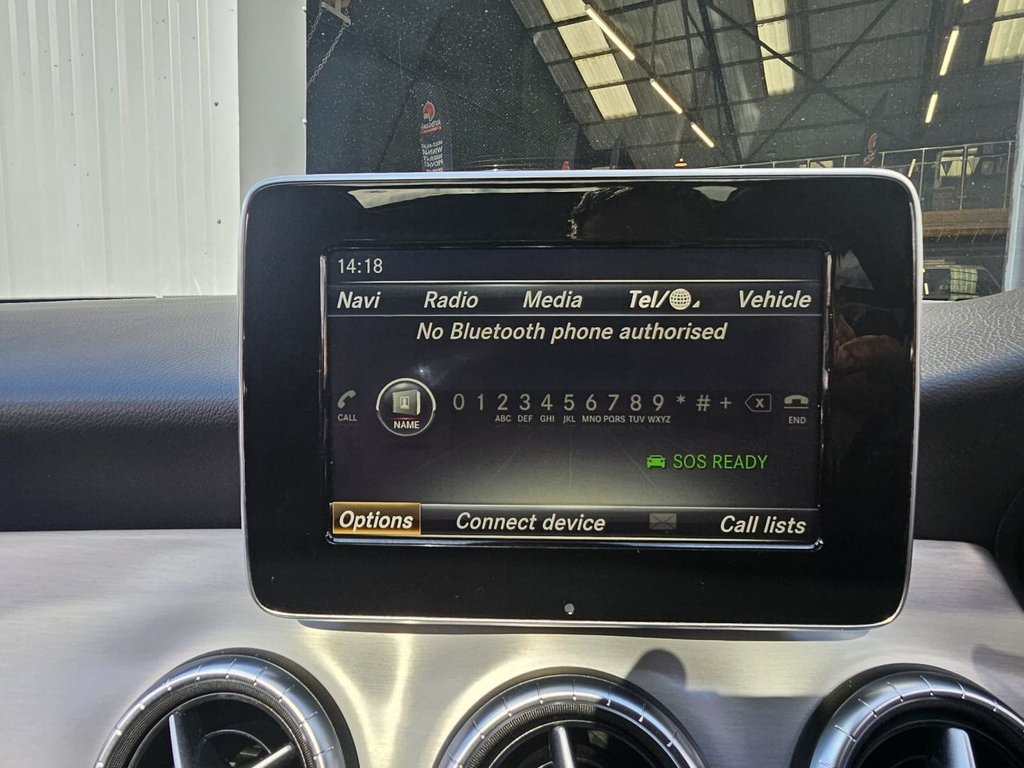 14:18
Navi Radio Media Tel/ Vehicle
No Bluetooth phone authorised
CALL NAME 0 1 2 3 4 5 6 7 8 9 * # + X END
ABC DEF GHI JKL MNO PQRS TUV WXYZ
SOS READY
Options Connect device Call lists